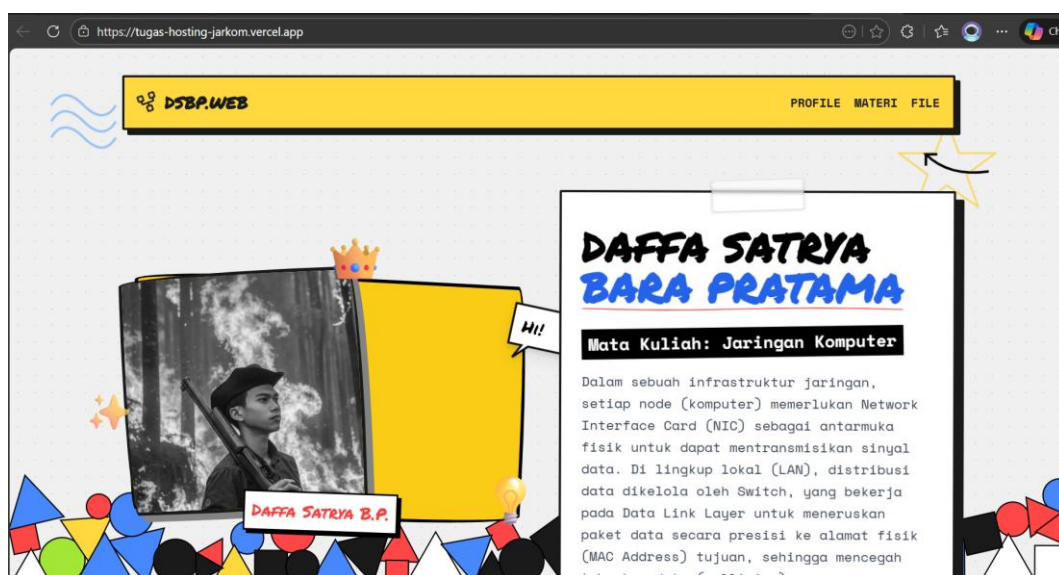 https://tugas-hosting-jarkom.vercel.app
DSBP.WEB
PROFILE MATERI FILE
DAFFA SATRYA
BARA PRATAMA
HI!
Mata Kuliah: Jaringan Komputer
Dalam sebuah infrastruktur jaringan,
setiap node (komputer) memerlukan Network
Interface Card (NIC) sebagai antarmuka
fisik untuk dapat mentransmisikan sinyal
data. Di lingkup lokal (LAN), distribusi
data dikelola oleh Switch, yang bekerja
pada Data Link Layer untuk meneruskan
paket data secara presisi ke alamat fisik
(MAC Address) tujuan, sehingga mencegah
DAFFA SATRYA B.P.